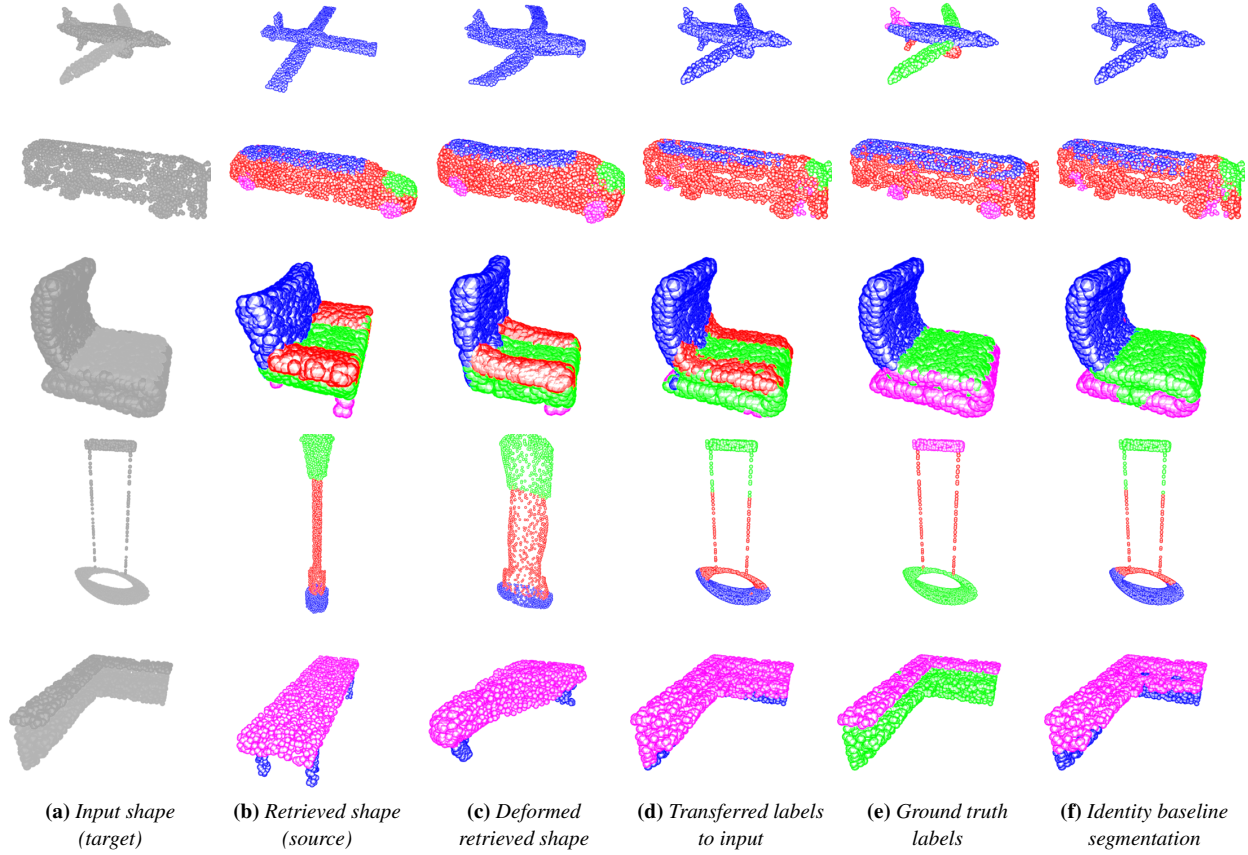 (a) Input shape (target)
(b) Retrieved shape (source)
(c) Deformed retrieved shape
(d) Transferred labels to input
(e) Ground truth labels
(f) Identity baseline segmentation